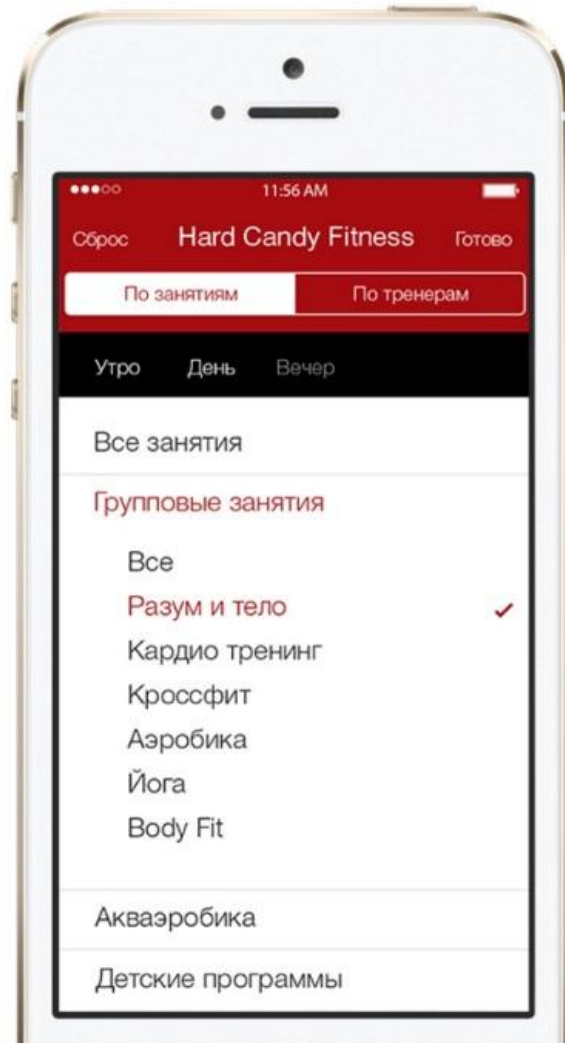 11:56 AM
Сброс Hard Candy Fitness Готово
По занятиям По тренерам
Утро День Вечер
Все занятия
Групповые занятия
Все
Разум и тело
Кардио тренинг
Кроссфит
Аэробика
Йога
Body Fit
Акваэробика
Детские программы